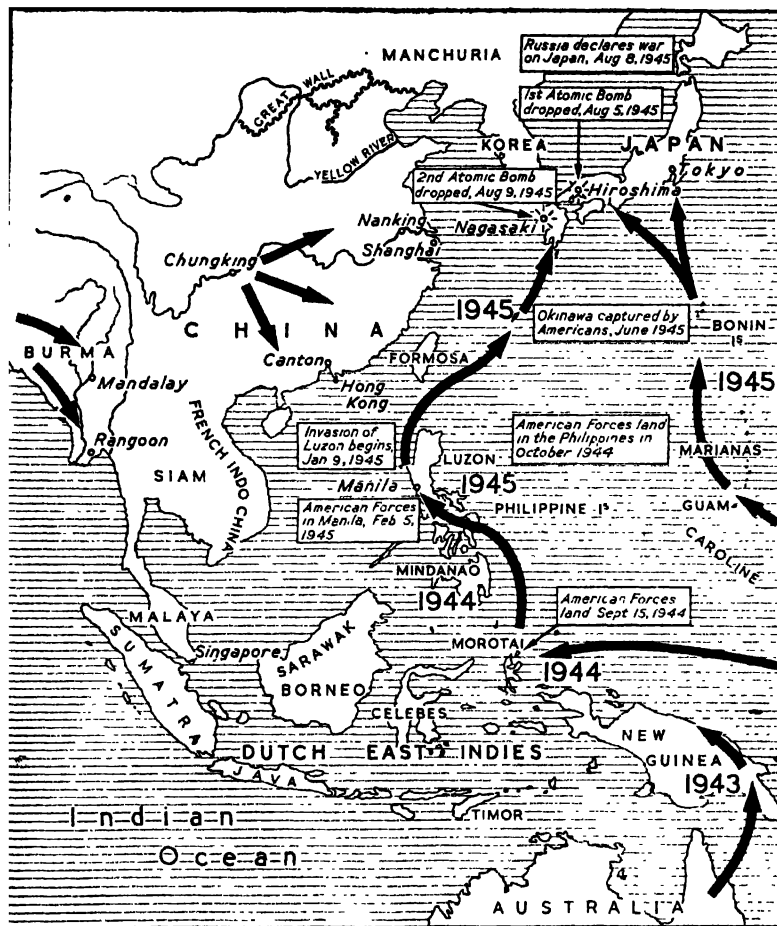 MANCHURIA
Russia declares war
on Japan, Aug 8, 1945
GREAT WALL
1st Atomic Bomb
dropped, Aug 5, 1945
YELLOW RIVER
KOREA
JAPAN
Tokyo
2nd Atomic Bomb
dropped, Aug 9, 1945
Hiroshima
Nanking
Nagasaki
Shanghai
Chungking
1945
Okinawa captured by
Americans, June 1945
BONIN
Is
CHINA
BURMA
Canton
FORMOSA
Mandalay
Hong
Kong
1945
FRENCH INDO CHINA
Invasion of
Luzon begins,
Jan 9, 1945
American Forces land
in the Philippines in
October 1944
Rangoon
LUZON
MARIANAS
SIAM
Manila
1945
PHILIPPINE Is
GUAM
American Forces
in Manila, Feb 5,
1945
CAROLINE
MINDANAO
1944
American Forces
land Sept 15, 1944
MALAYA
MOROTAI
Singapore
SARAWAK
1944
SUMATRA
BORNEO
CELEBES
NEW
GUINEA
DUTCH EAST INDIES
JAVA
1943
Indian
Ocean
TIMOR
AUSTRALIA